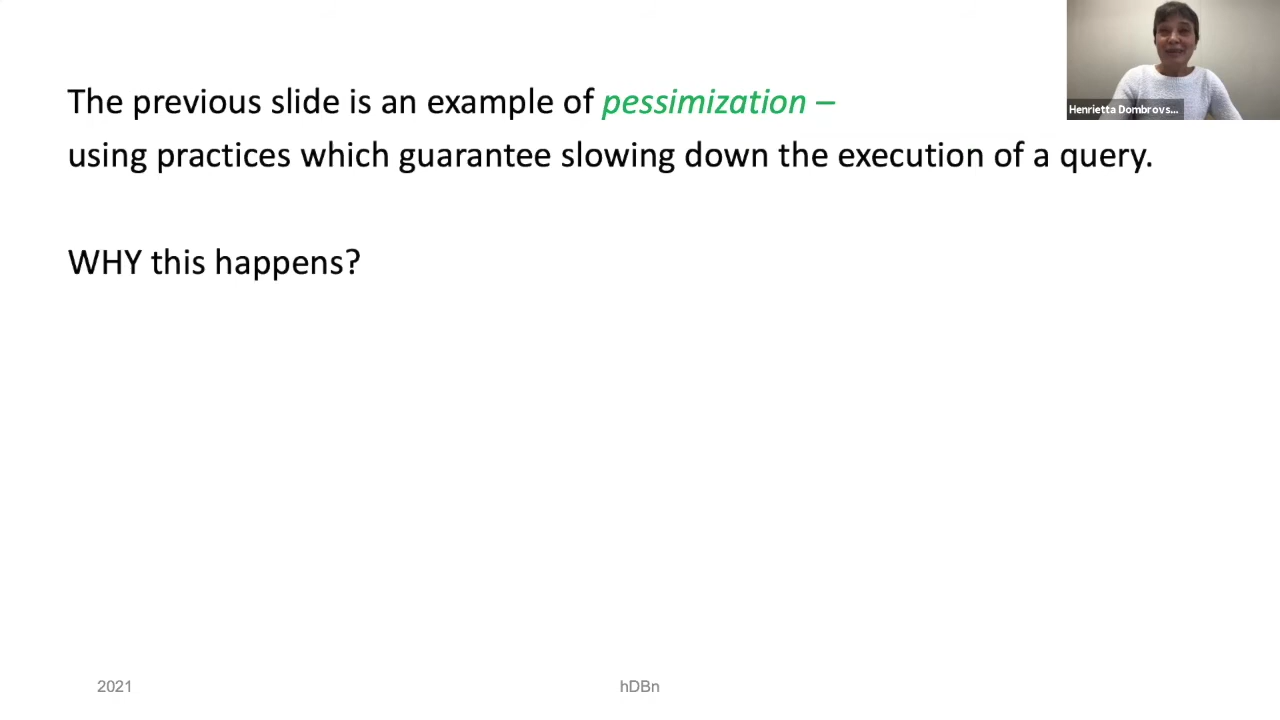 The previous slide is an example of pessimization –
using practices which guarantee slowing down the execution of a query.
WHY this happens?
Henrietta Dombrovs...
2021
hDBn